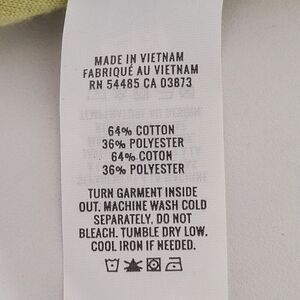 MADE IN VIETNAM
FABRIQUÉ AU VIETNAM
RN 54485 CA 03873
64% COTTON
36% POLYESTER
64% COTON
36% POLYESTER
TURN GARMENT INSIDE
OUT. MACHINE WASH COLD
SEPARATELY. DO NOT
BLEACH. TUMBLE DRY LOW.
COOL IRON IF NEEDED.